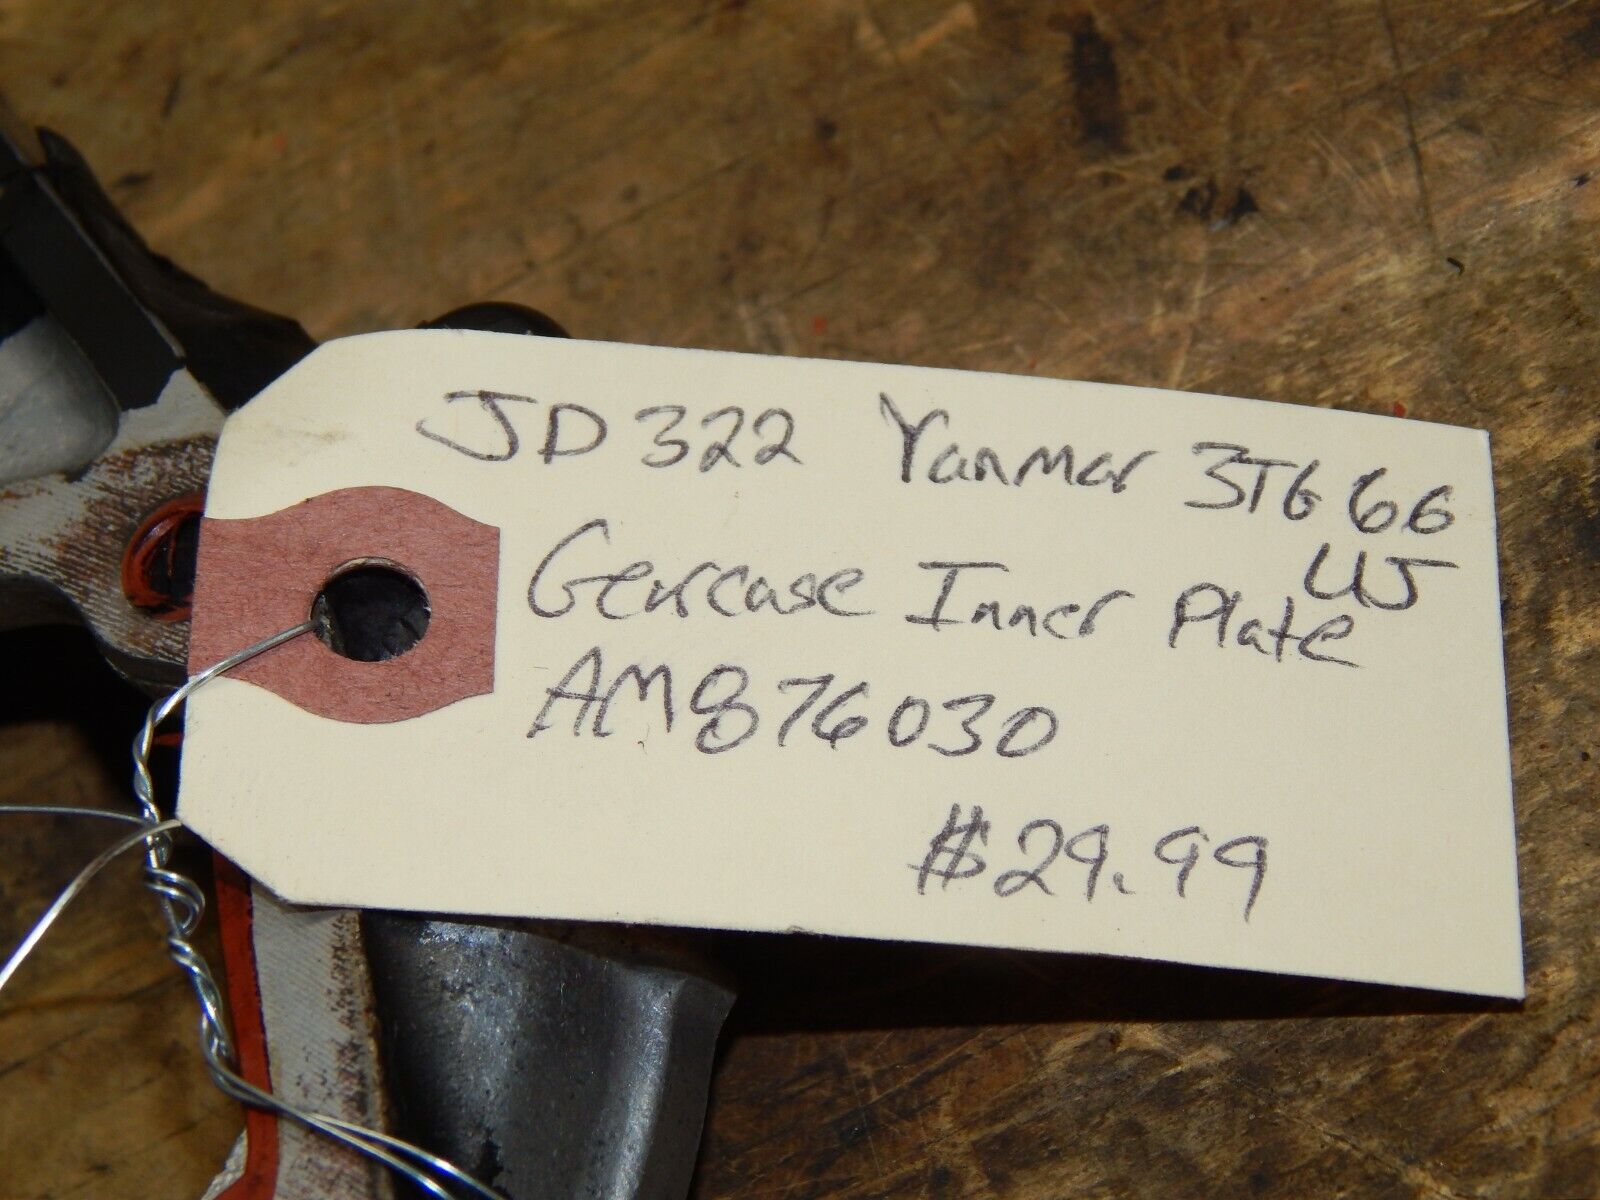 JD 322 Yanmar 3TG66
UJ
Gearcase Inner Plate
AM876030
$29.99